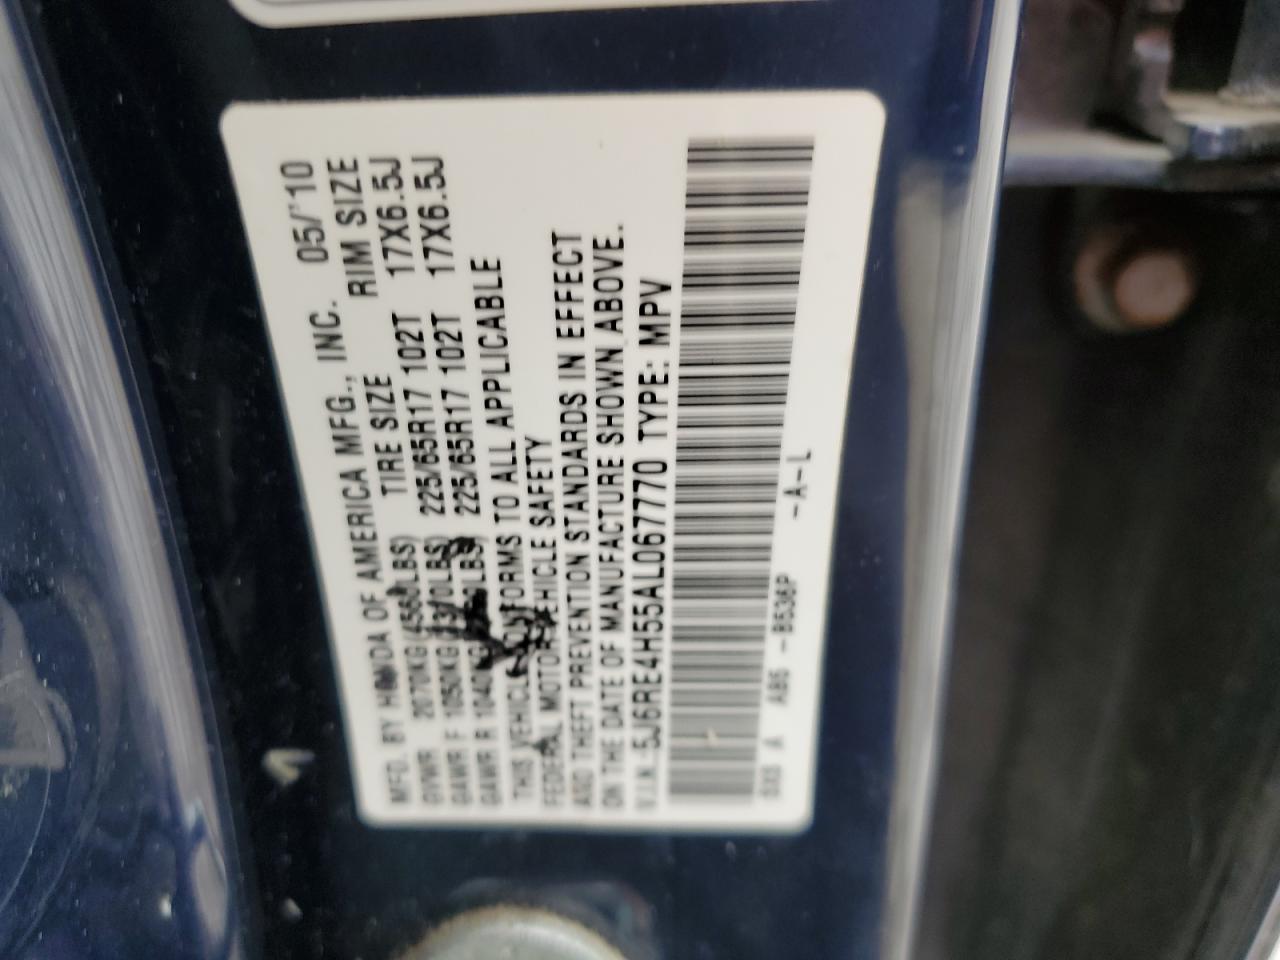 MFD. BY HONDA OF AMERICA MFG., INC. 05/'10
GVWR 2070KG(4560LBS) TIRE SIZE RIM SIZE
GAWR F 1050KG( LBS) 225/65R17 102T 17X6.5J
GAWR R 1040KG( LBS) 225/65R17 102T 17X6.5J
THIS VEHICLE CONFORMS TO ALL APPLICABLE
FEDERAL MOTOR VEHICLE SAFETY
AND THEFT PREVENTION STANDARDS IN EFFECT
ON THE DATE OF MANUFACTURE SHOWN ABOVE.
V.I.N. 5J6RE4H55AL067770 TYPE: MPV
A B5 -B536P -A-L